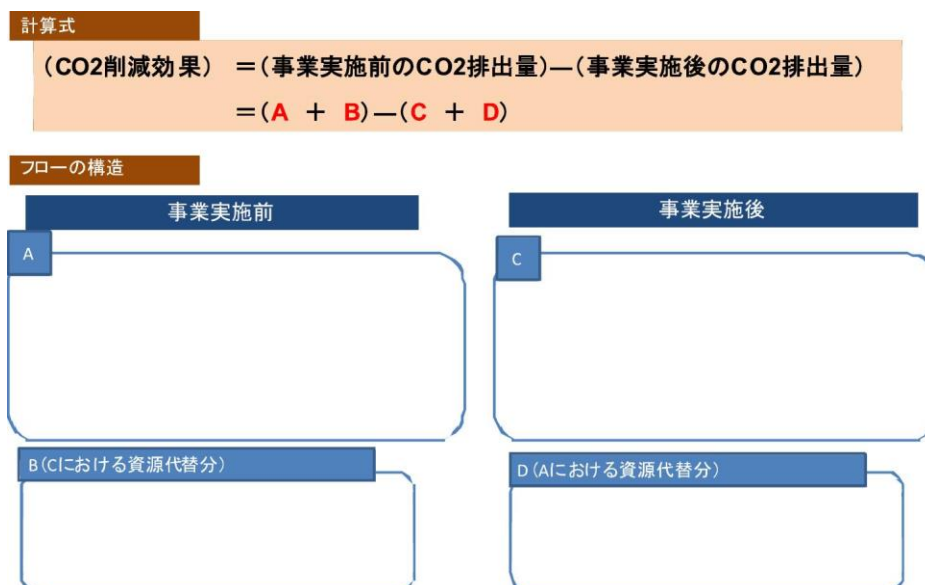 計算式
(CO2削減効果) =(事業実施前のCO2排出量)―(事業実施後のCO2排出量)
=(A + B)―(C + D)
フローの構造
事業実施前
事業実施後
A
C
B(Cにおける資源代替分)
D(Aにおける資源代替分)